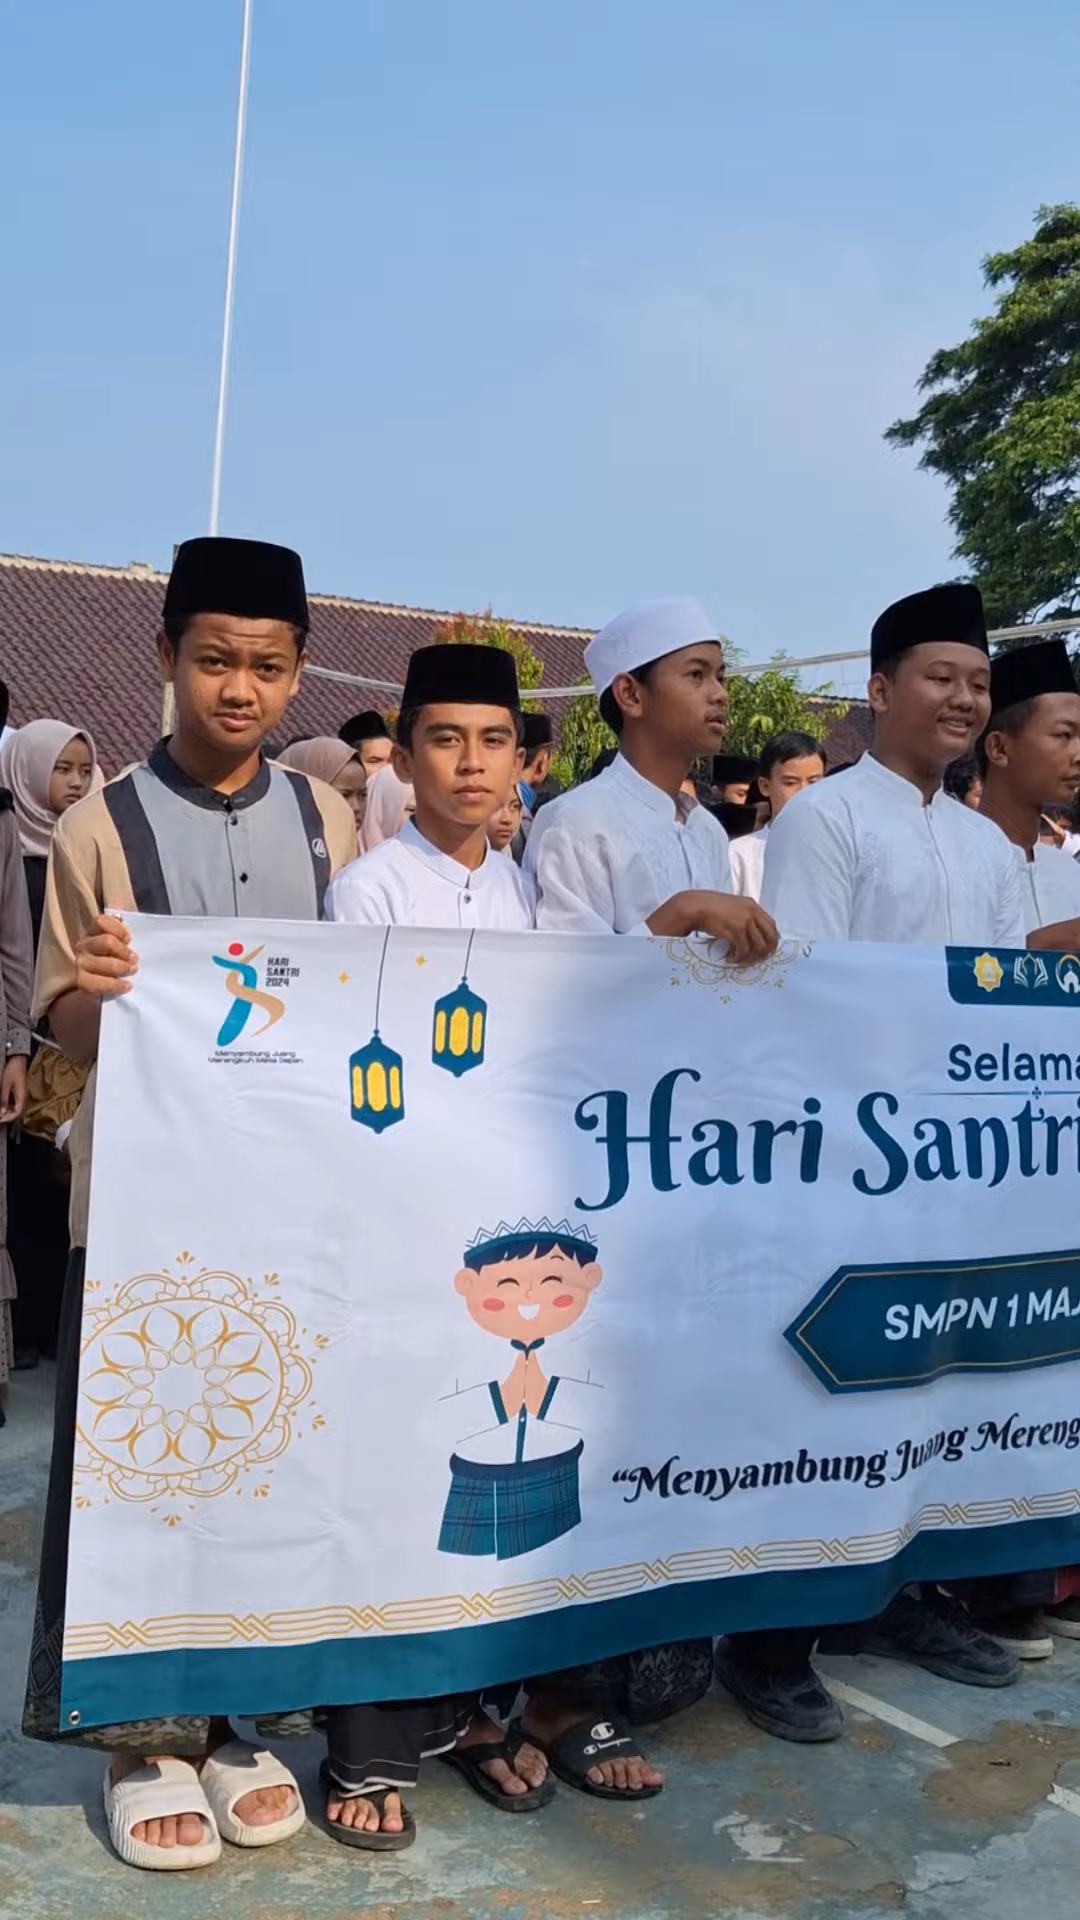 HARI
SANTRI
2024
Menyambung Juang
Merengkuh Masa Depan
Selama
Hari Santri
SMPN 1 MAJ
“Menyambung Juang Mereng